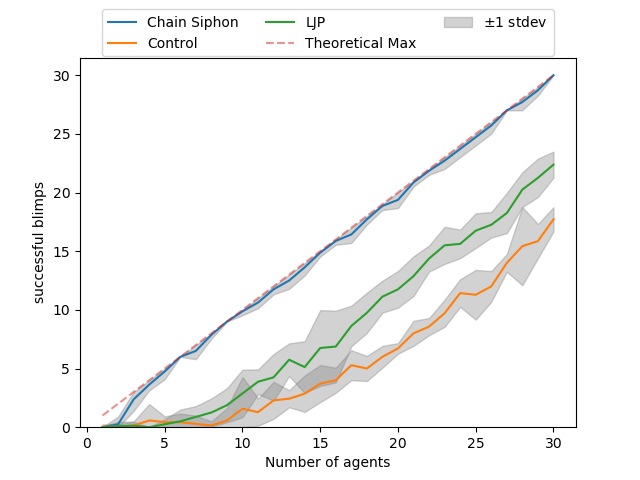 Chain Siphon LJP ±1 stdev
Control Theoretical Max
30
25
20
15
10
5
0
successful blimps
0 5 10 15 20 25 30
Number of agents